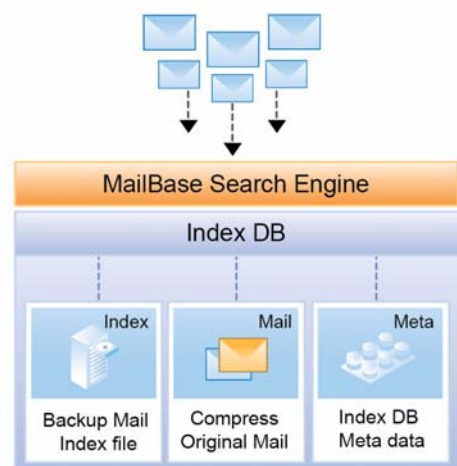 MailBase Search Engine
Index DB
Index
Mail
Meta
Backup Mail
Index file
Compress
Original Mail
Index DB
Meta data